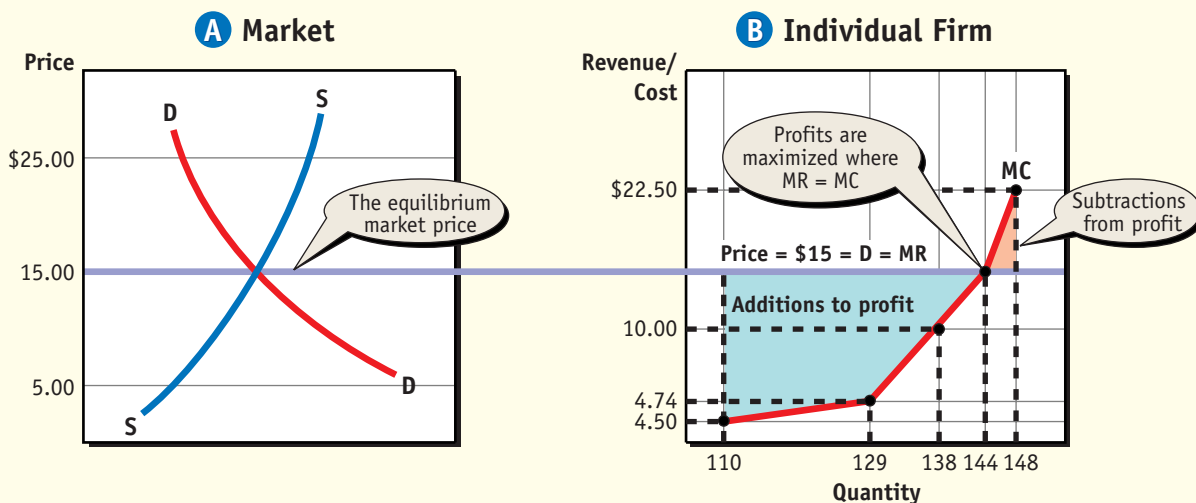 A Market
Price
D
S
$25.00
The equilibrium
market price
15.00
5.00
S
D
B Individual Firm
Revenue/
Cost
Profits are
maximized where
MR = MC
MC
$22.50
Subtractions
from profit
Price = $15 = D = MR
Additions to profit
10.00
4.74
4.50
110 129 138 144 148
Quantity